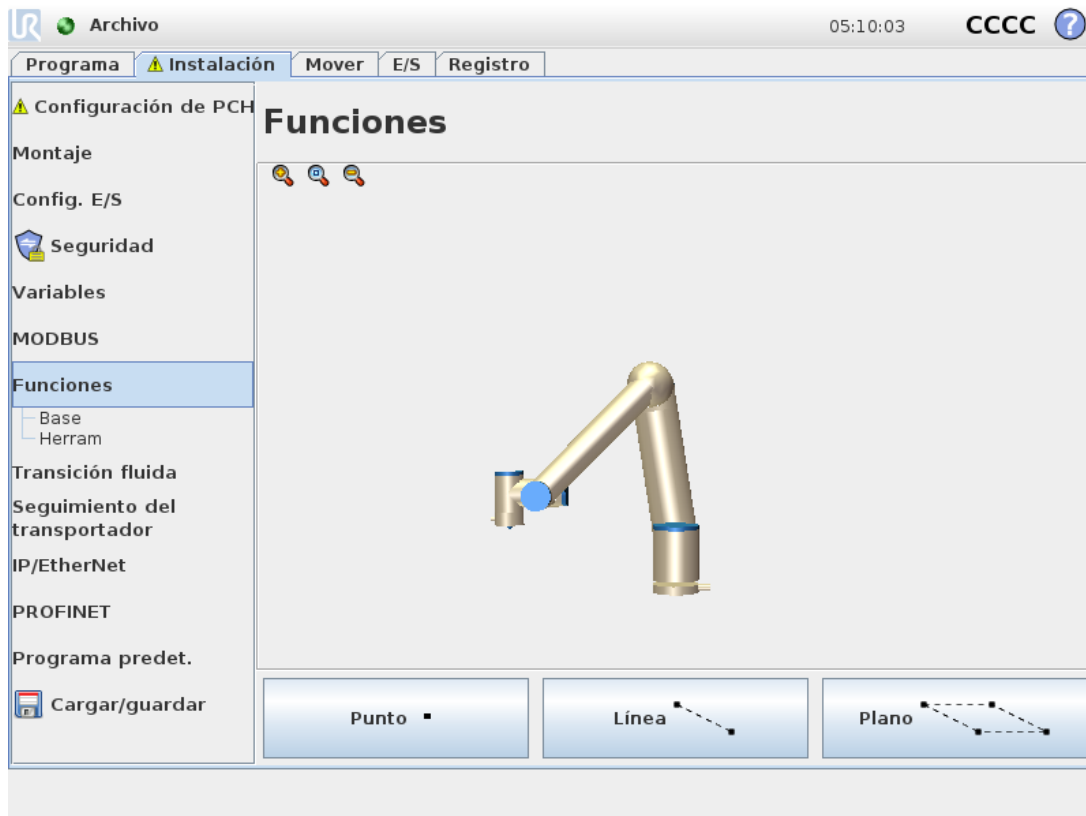 UR Archivo 05:10:03 CCCC ?
Programa Instalación Mover E/S Registro
Configuración de PCH
Funciones
Montaje
Config. E/S
Seguridad
Variables
MODBUS
Funciones
Base
Herram
Transición fluida
Seguimiento del
transportador
IP/EtherNet
PROFINET
Programa predet.
Cargar/guardar
Punto Línea Plano